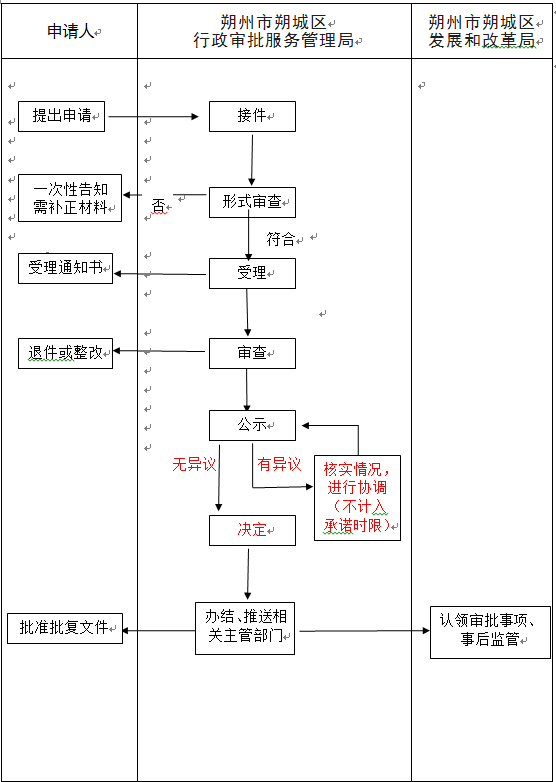 申请人
朔州市朔城区
行政审批服务管理局
朔州市朔城区
发展和改革局
提出申请
接件
一次性告知
需补正材料
否
形式审查
符合
受理通知书
受理
退件或整改
审查
公示
无异议
有异议
核实情况，
进行协调
（不计入
承诺时限）
决定
批准批复文件
办结、推送相
关主管部门
认领审批事项、
事后监管